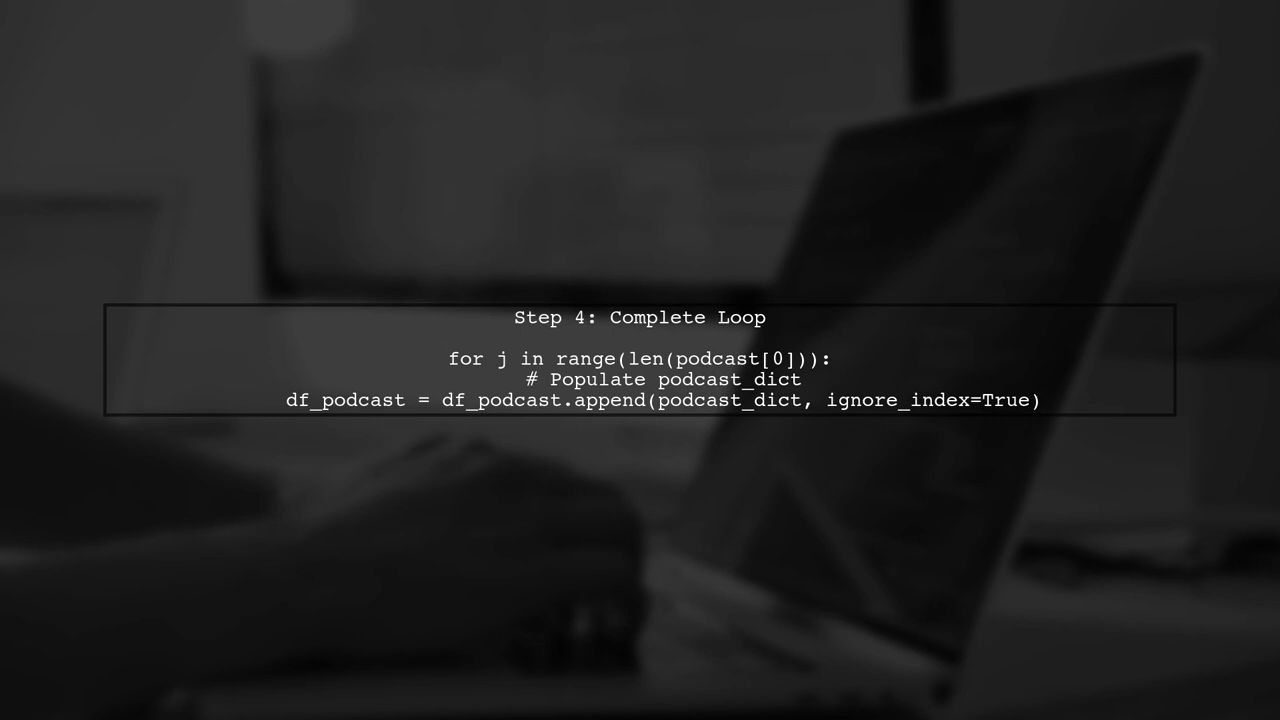 Step 4: Complete Loop
for j in range(len(podcast[0])):
# Populate podcast_dict
df_podcast = df_podcast.append(podcast_dict, ignore_index=True)